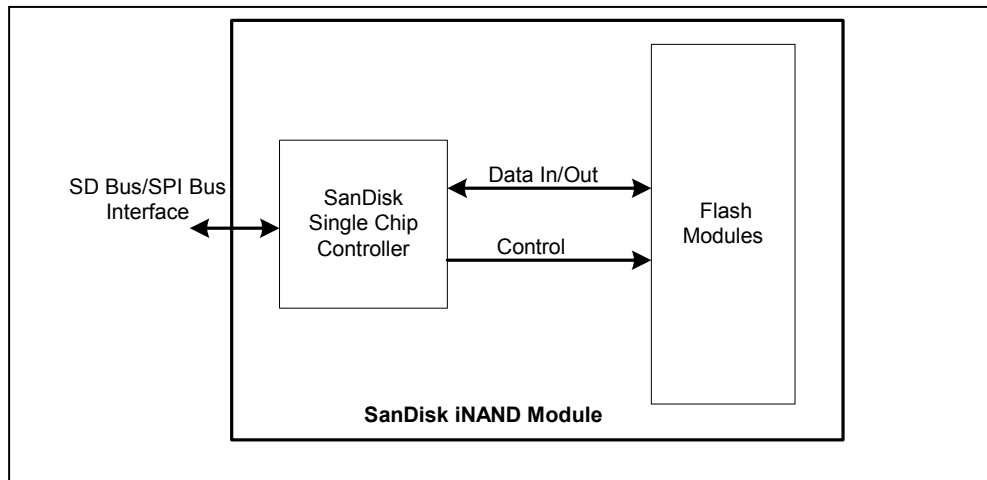 SD Bus/SPI Bus
Interface
SanDisk
Single Chip
Controller
Data In/Out
Control
Flash
Modules
SanDisk iNAND Module